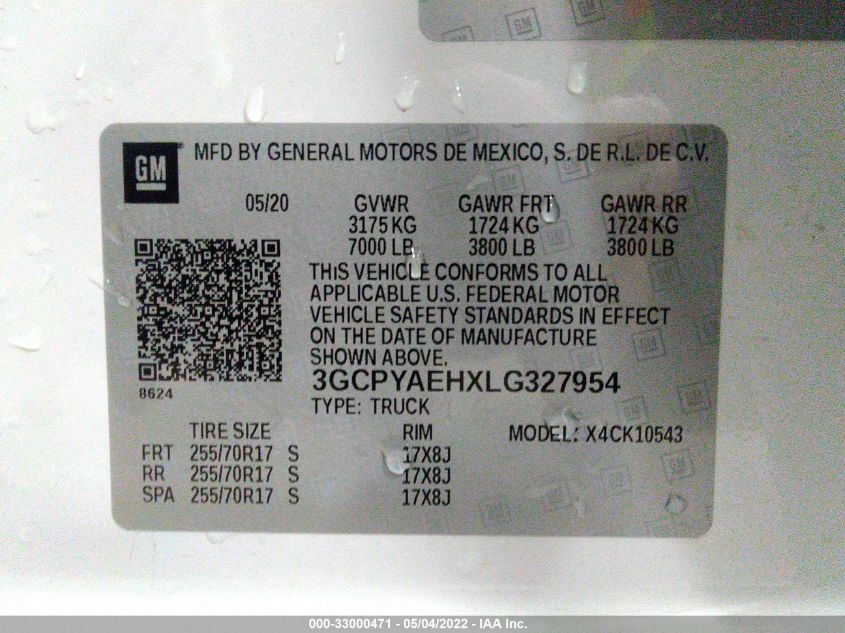 GM
MFD BY GENERAL MOTORS DE MEXICO, S. DE R.L. DE C.V.
05/20 GVWR GAWR FRT GAWR RR
3175 KG 1724 KG 1724 KG
7000 LB 3800 LB 3800 LB
THIS VEHICLE CONFORMS TO ALL
APPLICABLE U.S. FEDERAL MOTOR
VEHICLE SAFETY STANDARDS IN EFFECT
ON THE DATE OF MANUFACTURE
SHOWN ABOVE.
3GCPYAEHXLG327954
8624
TYPE: TRUCK
TIRE SIZE RIM MODEL: X4CK10543
FRT 255/70R17 S 17X8J
RR 255/70R17 S 17X8J
SPA 255/70R17 S 17X8J
000-33000471 - 05/04/2022 - IAA Inc.